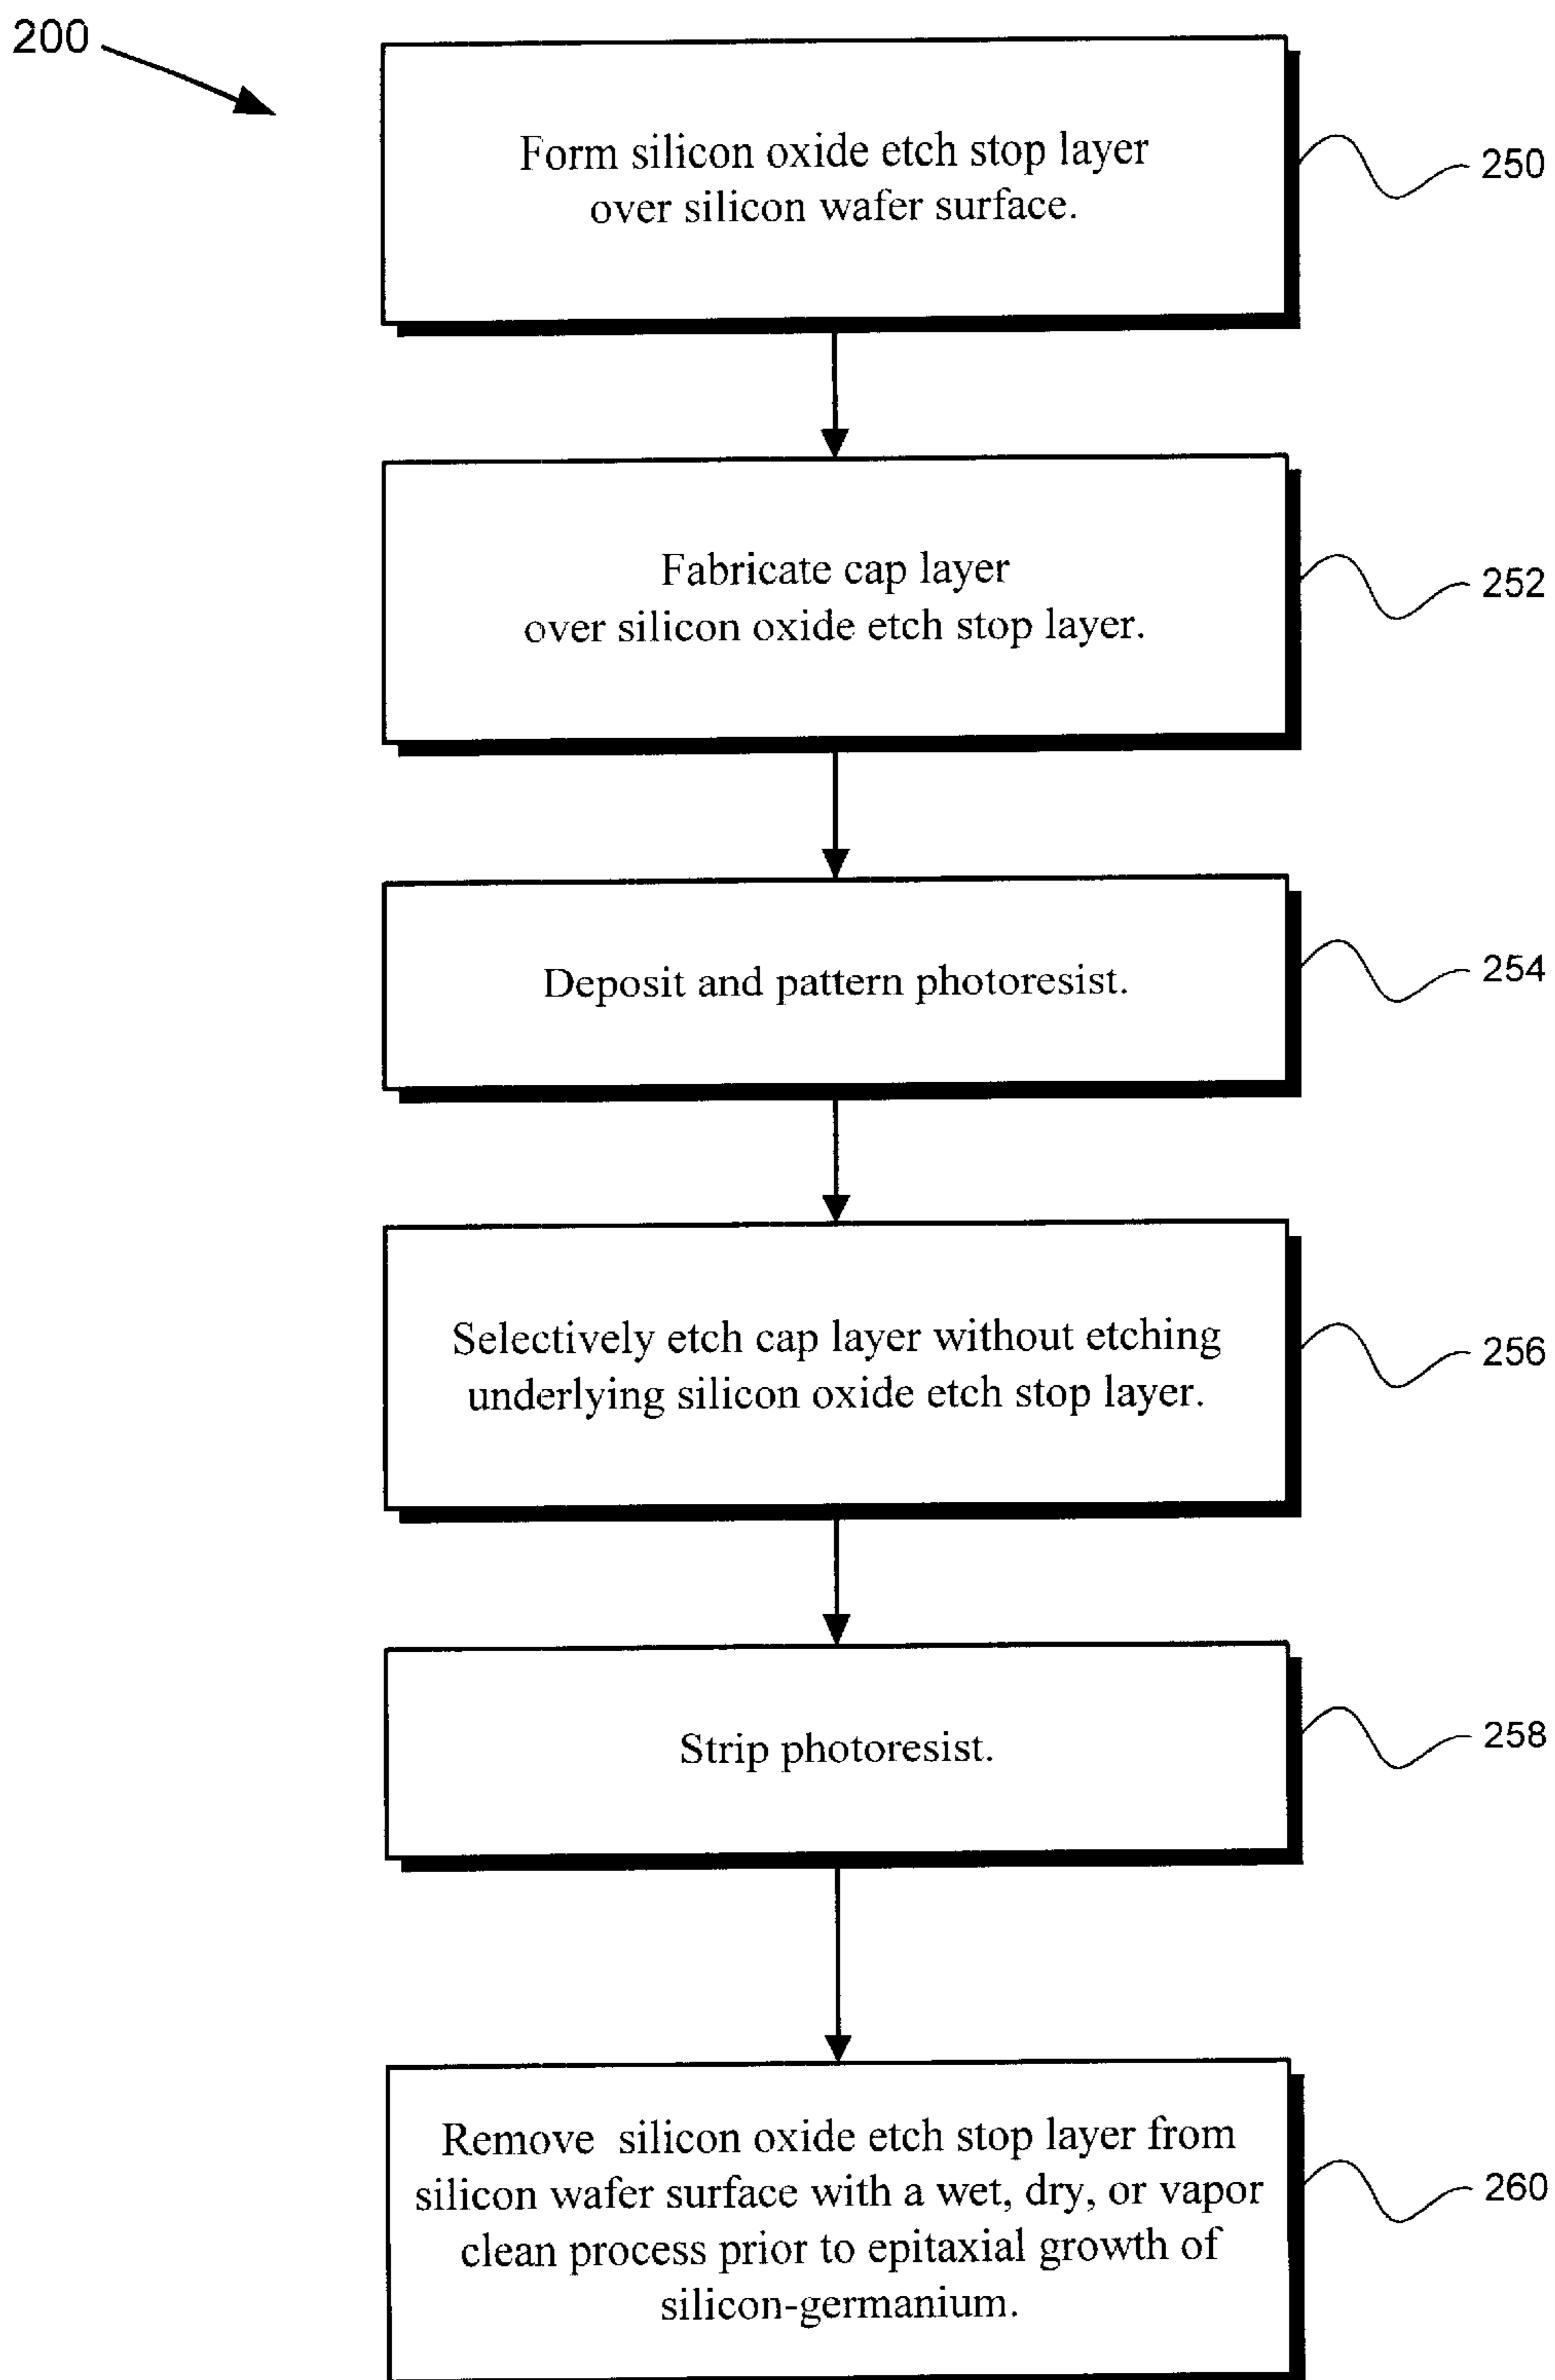 200
Form silicon oxide etch stop layer
over silicon wafer surface.
250
Fabricate cap layer
over silicon oxide etch stop layer.
252
Deposit and pattern photoresist.
254
Selectively etch cap layer without etching
underlying silicon oxide etch stop layer.
256
Strip photoresist.
258
Remove silicon oxide etch stop layer from
silicon wafer surface with a wet, dry, or vapor
clean process prior to epitaxial growth of
silicon-germanium.
260